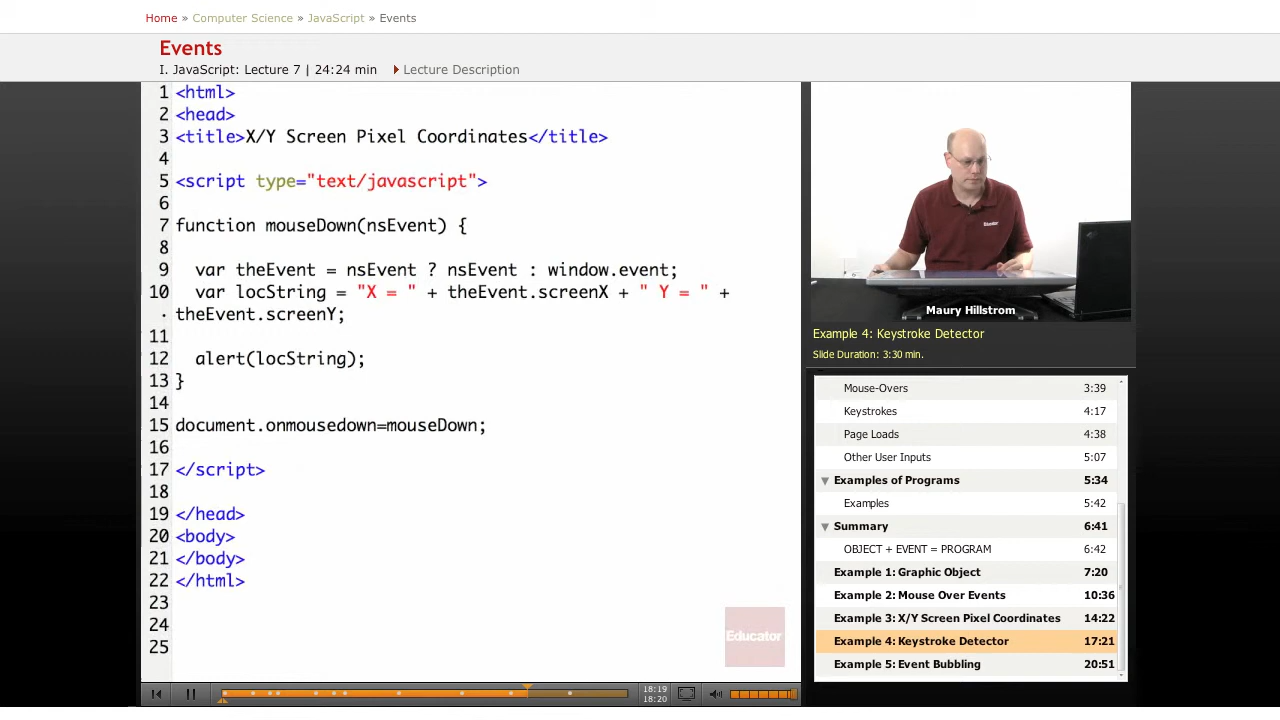 Home » Computer Science » JavaScript » Events
Events
I. JavaScript: Lecture 7 | 24:24 min Lecture Description
1 <html>
2 <head>
3 <title>X/Y Screen Pixel Coordinates</title>
4
5 <script type="text/javascript">
6
7 function mouseDown(nsEvent) {
8
9 var theEvent = nsEvent ? nsEvent : window.event;
10 var locString = "X = " + theEvent.screenX + " Y = " +
· theEvent.screenY;
11
12 alert(locString);
13 }
14
15 document.onmousedown=mouseDown;
16
17 </script>
18
19 </head>
20 <body>
21 </body>
22 </html>
23
24
25
Educator
Educator
Maury Hillstrom
Example 4: Keystroke Detector
Slide Duration: 3:30 min.
Mouse-Overs 3:39
Keystrokes 4:17
Page Loads 4:38
Other User Inputs 5:07
Examples of Programs 5:34
Examples 5:42
Summary 6:41
OBJECT + EVENT = PROGRAM 6:42
Example 1: Graphic Object 7:20
Example 2: Mouse Over Events 10:36
Example 3: X/Y Screen Pixel Coordinates 14:22
Example 4: Keystroke Detector 17:21
Example 5: Event Bubbling 20:51
18:19
18:20